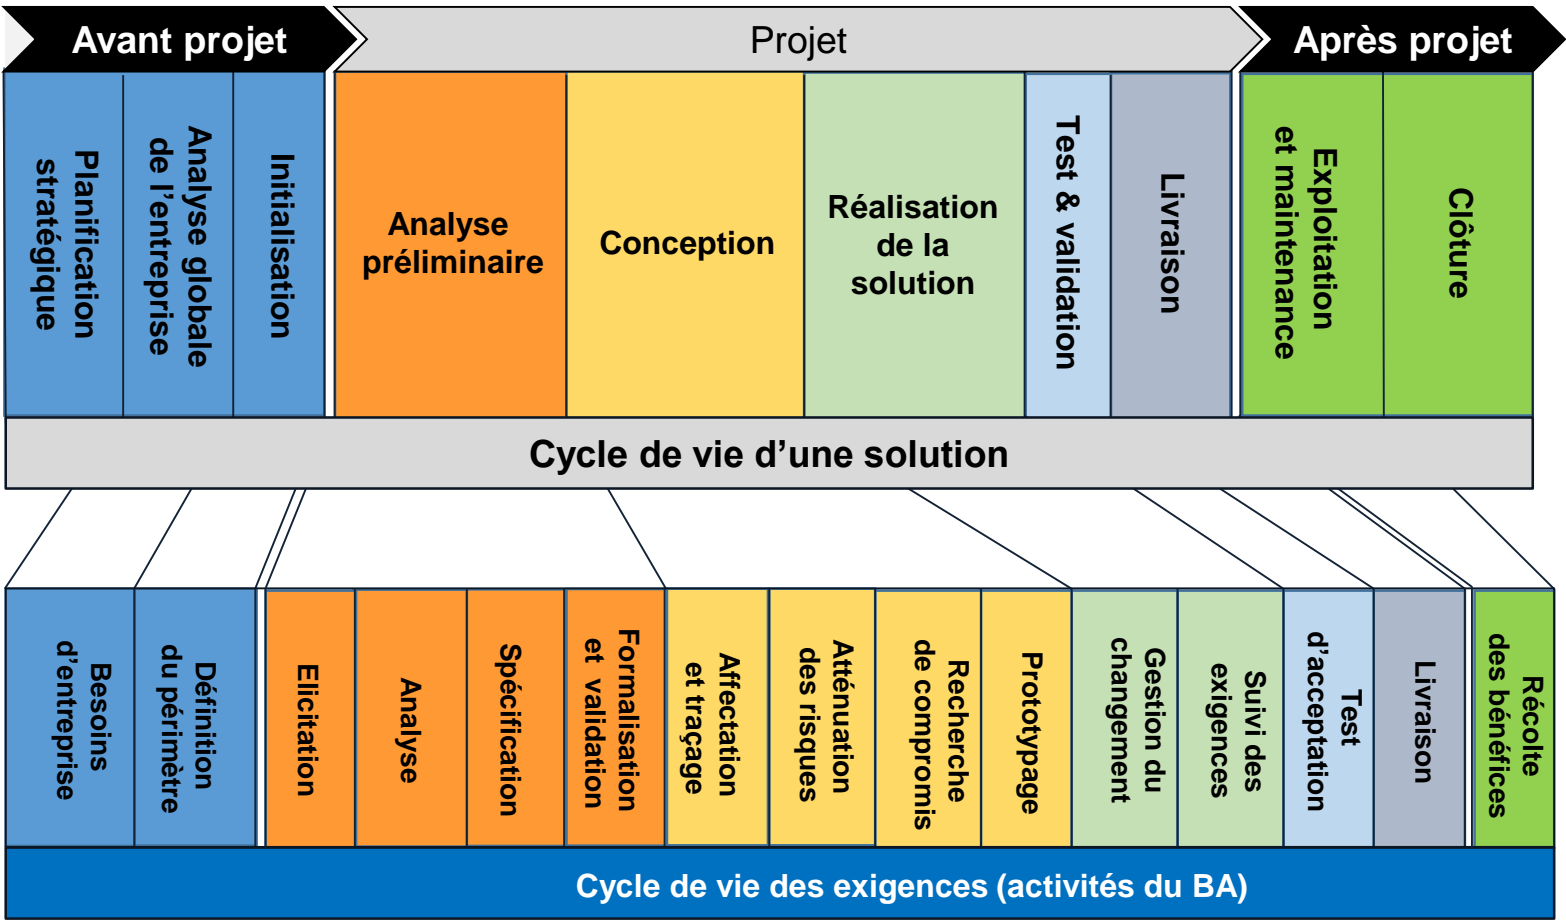 Avant projet
Projet
Après projet
Planification
stratégique
Analyse globale
de l'entreprise
Initialisation
Analyse
préliminaire
Conception
Réalisation
de la
solution
Test & validation
Livraison
Exploitation
et maintenance
Clôture
Cycle de vie d’une solution
Besoins
d'entreprise
Définition
du périmètre
Elicitation
Analyse
Spécification
Formalisation
et validation
Affectation
et traçage
Atténuation
des risques
Recherche
de compromis
Prototypage
Gestion du
changement
Suivi des
exigences
Test
d'acceptation
Livraison
Récolte
des bénéfices
Cycle de vie des exigences (activités du BA)